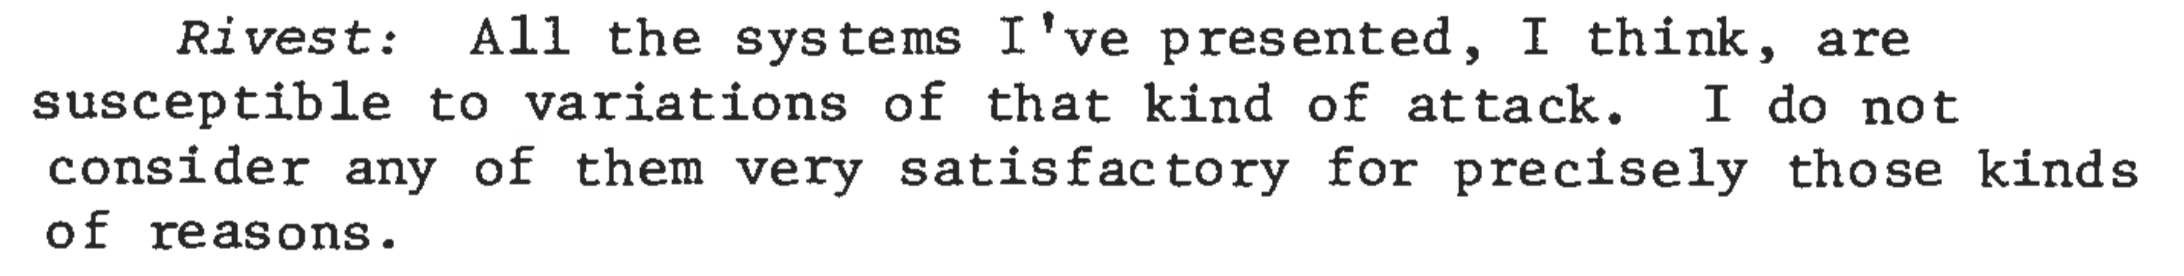 Rivest: All the systems I've presented, I think, are
susceptible to variations of that kind of attack. I do not
consider any of them very satisfactory for precisely those kinds
of reasons.